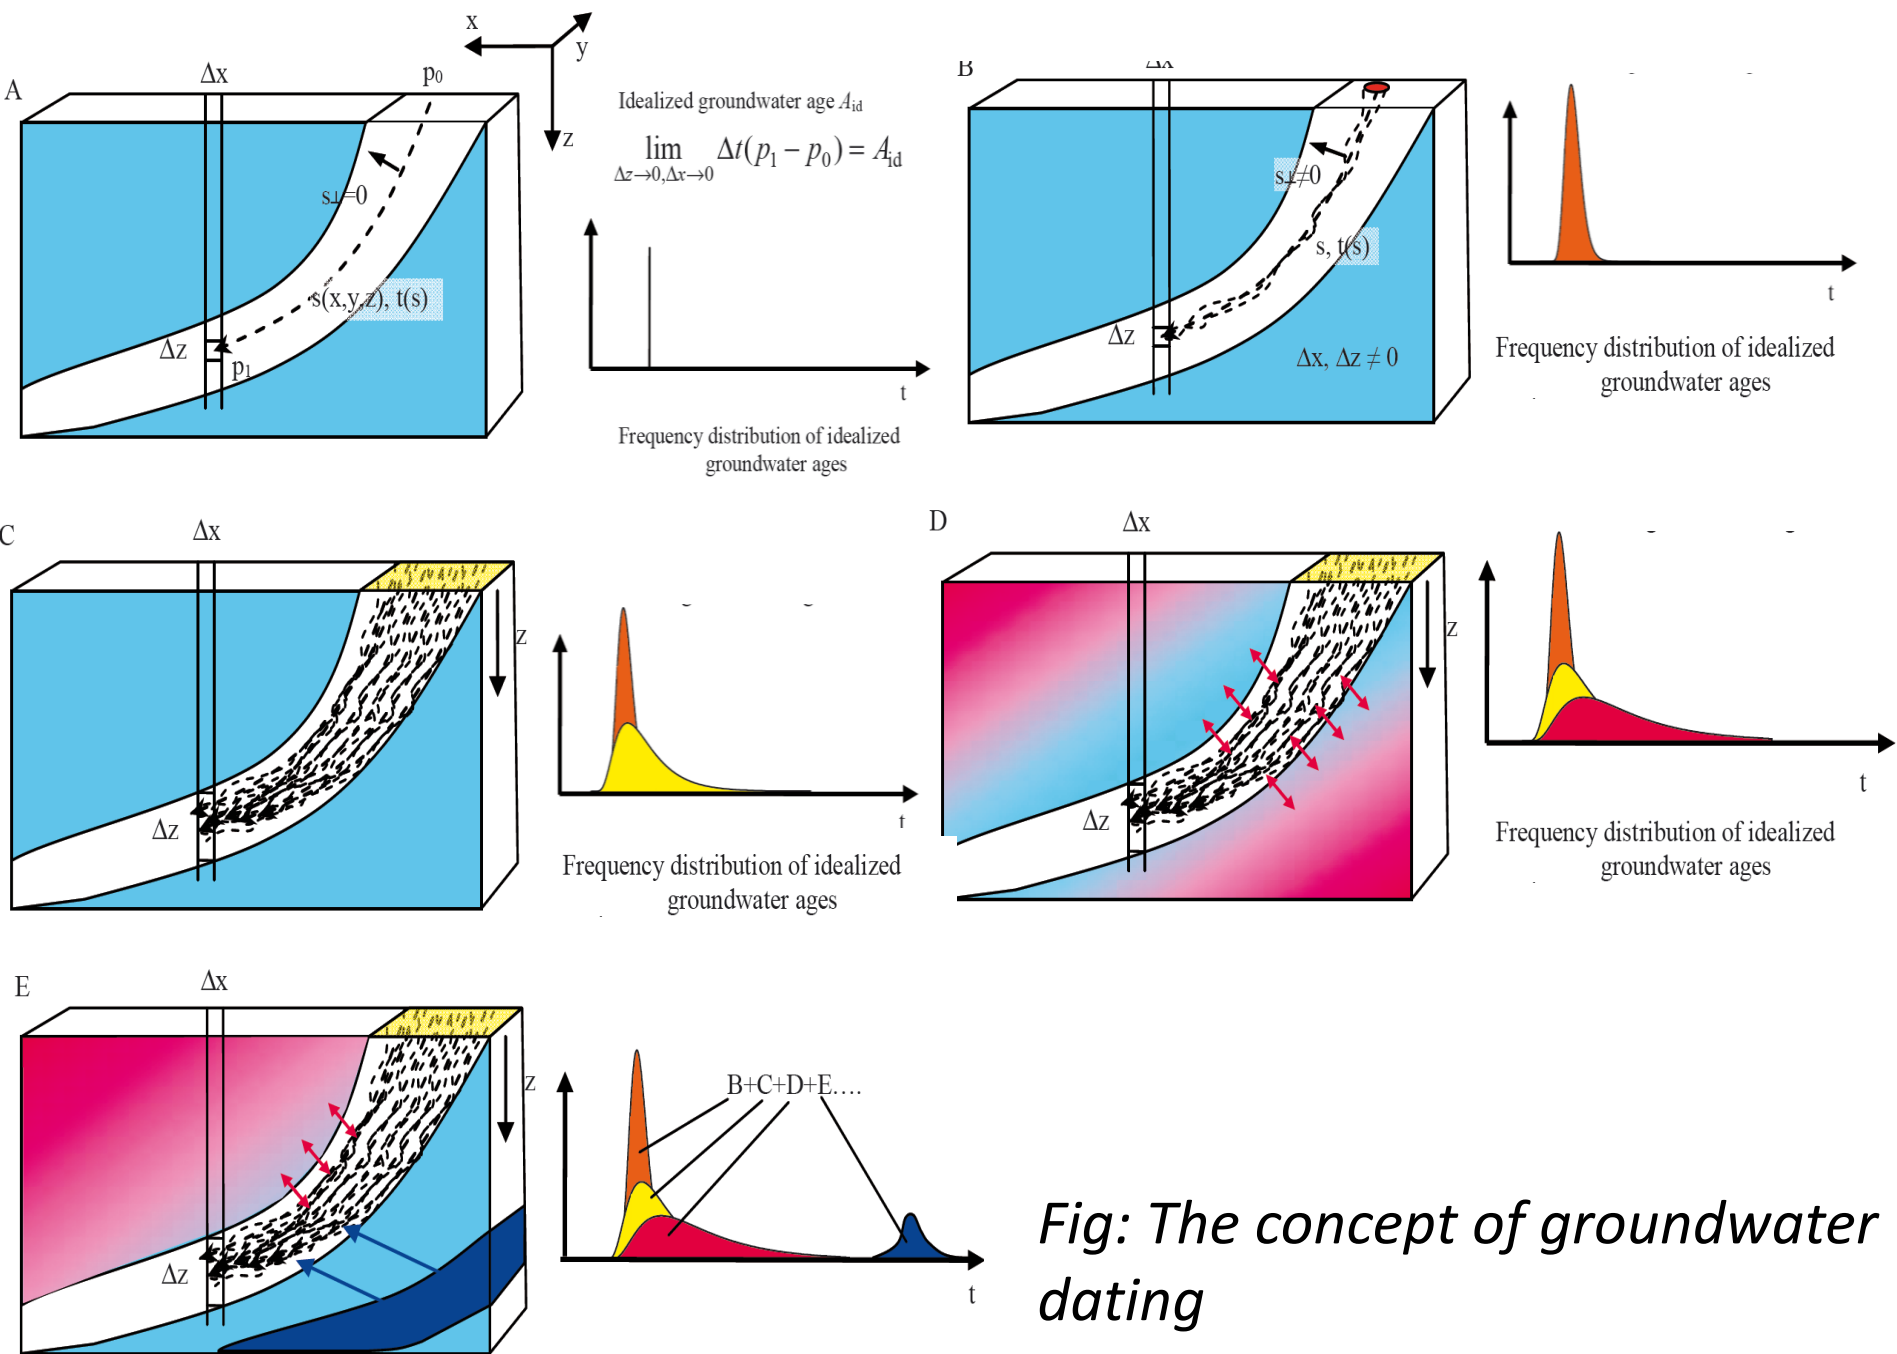 x
y
z
A
Δx
p₀
s⊥=0
s(x,y,z), t(s)
Δz
p₁
Idealized groundwater age A_id
lim Δt(p₁ − p₀) = A_id
Δz→0,Δx→0
t
Frequency distribution of idealized
groundwater ages
B
Δx
s⊥≠0
s, t(s)
Δz
Δx, Δz ≠ 0
t
Frequency distribution of idealized
groundwater ages
C
Δx
z
Δz
t
Frequency distribution of idealized
groundwater ages
D
Δx
z
Δz
t
Frequency distribution of idealized
groundwater ages
E
Δx
z
Δz
B+C+D+E....
t
Fig: The concept of groundwater
dating